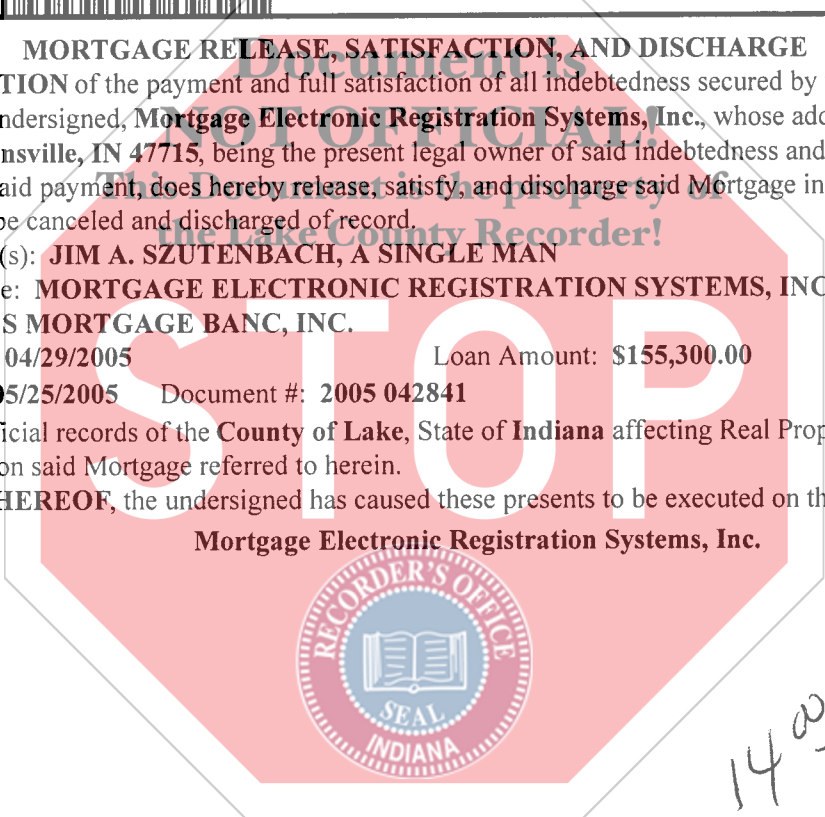 MORTGAGE RELEASE, SATISFACTION, AND DISCHARGE
Document is
TION of the payment and full satisfaction of all indebtedness secured by
NOT OFFICIAL!
ndersigned, Mortgage Electronic Registration Systems, Inc., whose add
nsville, IN 47715, being the present legal owner of said indebtedness and
This Document is the property of
aid payment, does hereby release, satisfy, and discharge said Mortgage in
be canceled and discharged of record.
the Lake County Recorder!
(s): JIM A. SZUTENBACH, A SINGLE MAN
e: MORTGAGE ELECTRONIC REGISTRATION SYSTEMS, INC
S MORTGAGE BANC, INC.
04/29/2005 Loan Amount: $155,300.00
05/25/2005 Document #: 2005 042841
STOP
icial records of the County of Lake, State of Indiana affecting Real Prop
on said Mortgage referred to herein.
HEREOF, the undersigned has caused these presents to be executed on th
Mortgage Electronic Registration Systems, Inc.
RECORDER'S OFFICE
SEAL
INDIANA
14 00